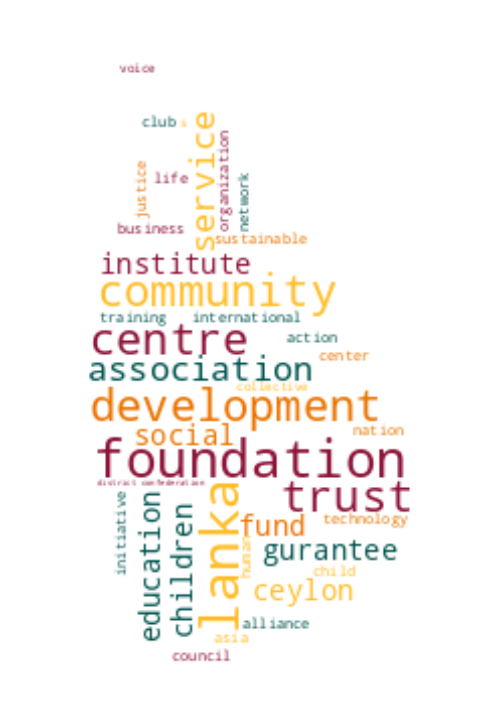 voice
club s
service
justice
life
organization
network
business
sustainable
institute
community
training international
centre
action
association
center
collective
development
social
nation
foundation
district confederation
trust
lanka
initiative
education
children
fund
technology
gurantee
human
child
ceylon
alliance
asia
council